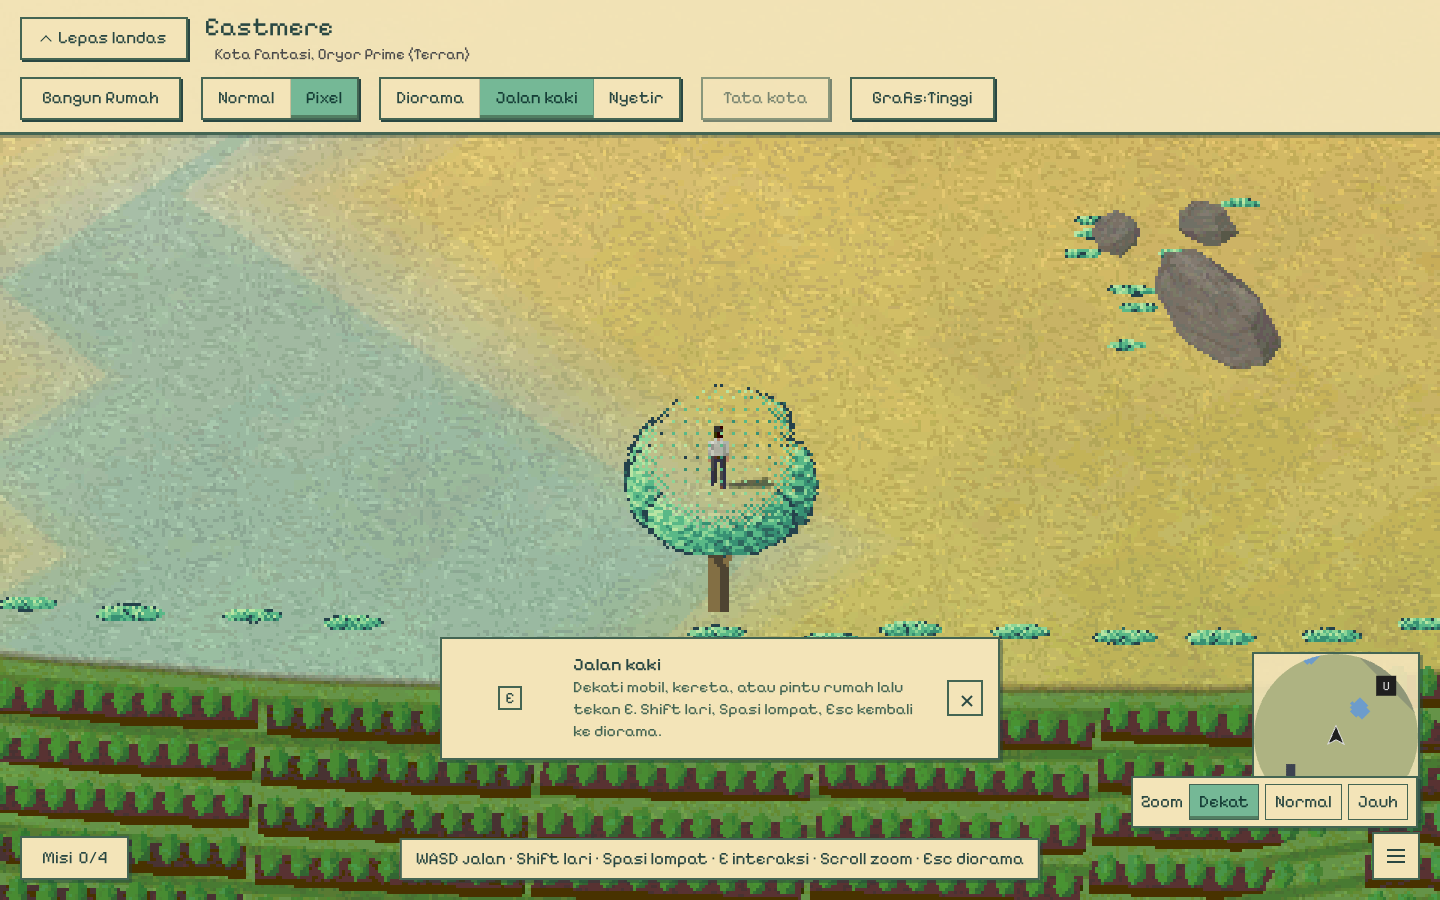 Lepas landas
Eastmere
Kota Fantasi, Oryor Prime (Terran)
Bangun Rumah
Normal
Pixel
Diorama
Jalan kaki
Nyetir
Tata kota
Grafis:Tinggi
E
Jalan kaki
Dekati mobil, kereta, atau pintu rumah lalu
tekan E. Shift lari, Spasi lompat, Esc kembali
ke diorama.
U
Zoom
Dekat
Normal
Jauh
Misi 0/4
WASD Jalan · Shift lari · Spasi lompat · E interaksi · Scroll zoom · Esc diorama